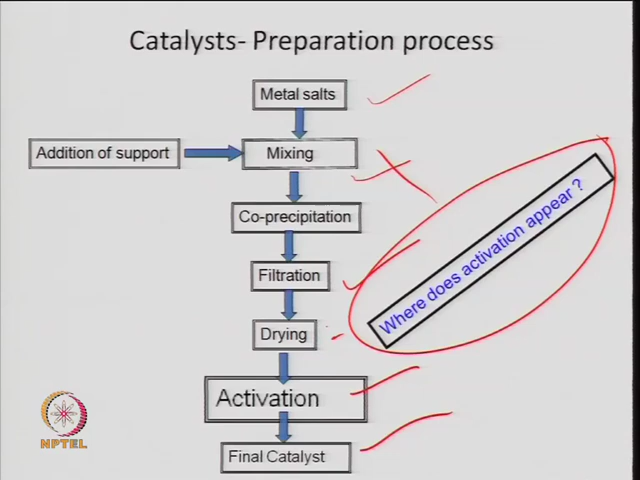 Catalysts- Preparation process
Metal salts
Addition of support
Mixing
Co-precipitation
Filtration
Drying
Activation
Final Catalyst
Where does activation appear ?
NPTEL